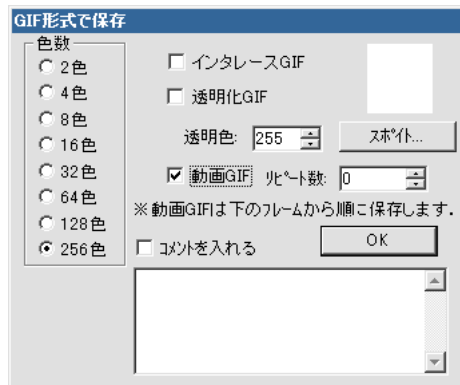 GIF形式で保存
色数
2色
4色
8色
16色
32色
64色
128色
256色
インタレースGIF
透明化GIF
透明色: 255
スポイト...
動画GIF リピート数: 0
※動画GIFは下のフレームから順に保存します.
コメントを入れる
OK